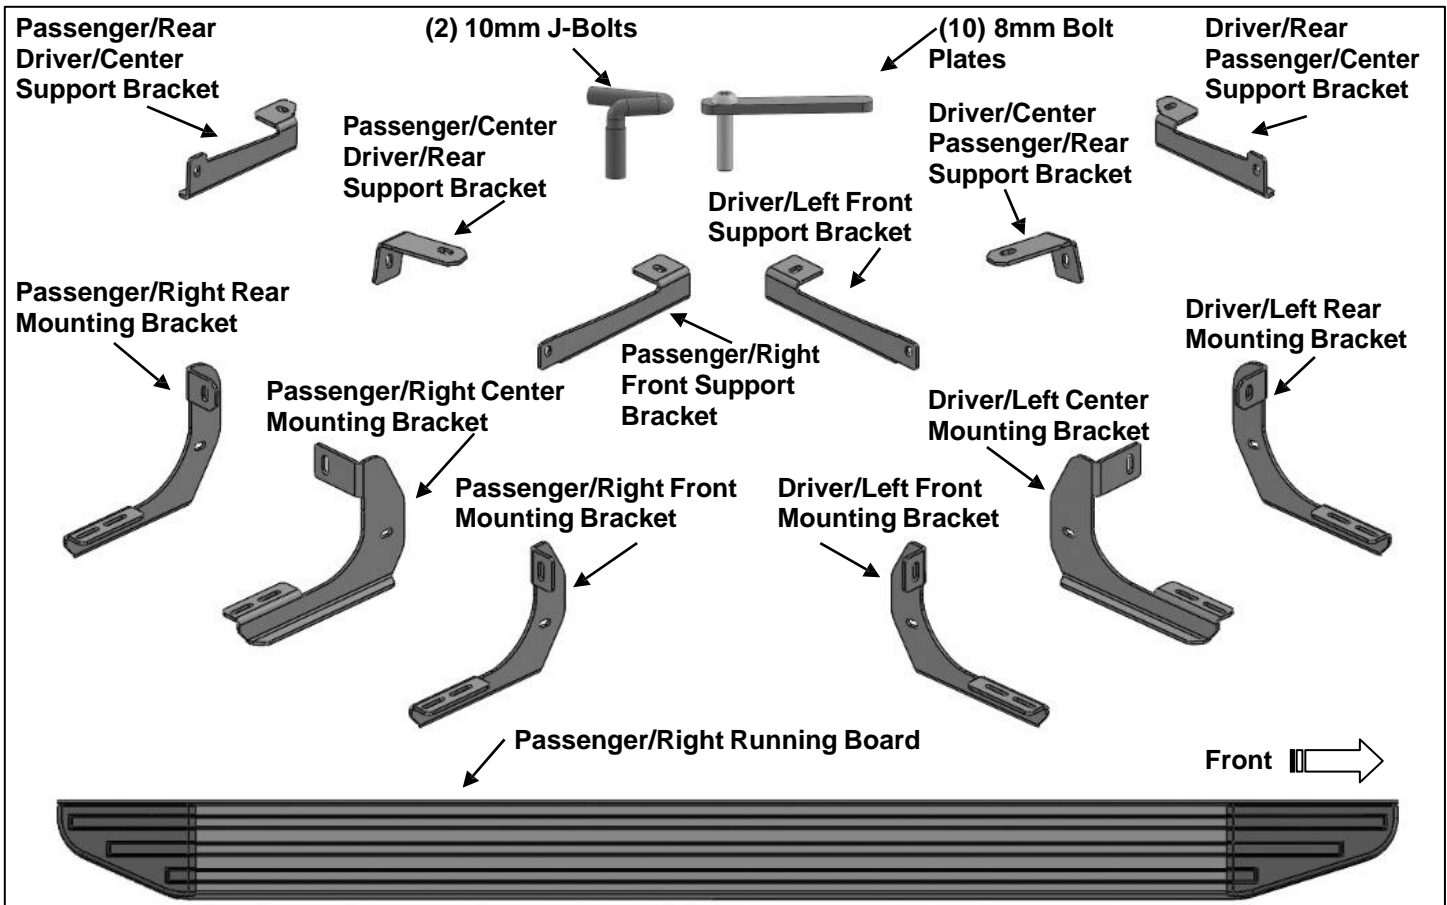 Passenger/Rear
Driver/Center
Support Bracket
(2) 10mm J-Bolts
(10) 8mm Bolt
Plates
Driver/Rear
Passenger/Center
Support Bracket
Passenger/Center
Driver/Rear
Support Bracket
Driver/Center
Passenger/Rear
Support Bracket
Driver/Left Front
Support Bracket
Passenger/Right Rear
Mounting Bracket
Passenger/Right
Front Support
Bracket
Driver/Left Rear
Mounting Bracket
Passenger/Right Center
Mounting Bracket
Driver/Left Center
Mounting Bracket
Passenger/Right Front
Mounting Bracket
Driver/Left Front
Mounting Bracket
Passenger/Right Running Board
Front